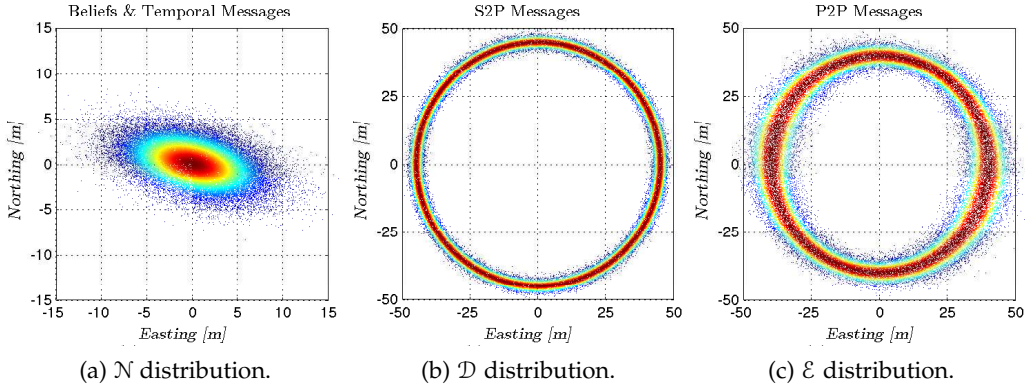 Beliefs & Temporal Messages
15
10
5
0
-5
-10
-15
Northing [m]
-15 -10 -5 0 5 10 15
Easting [m]
(a) N distribution.
S2P Messages
50
25
0
-25
-50
Northing [m]
-50 -25 0 25 50
Easting [m]
(b) D distribution.
P2P Messages
50
25
0
-25
-50
Northing [m]
-50 -25 0 25 50
Easting [m]
(c) ℰ distribution.